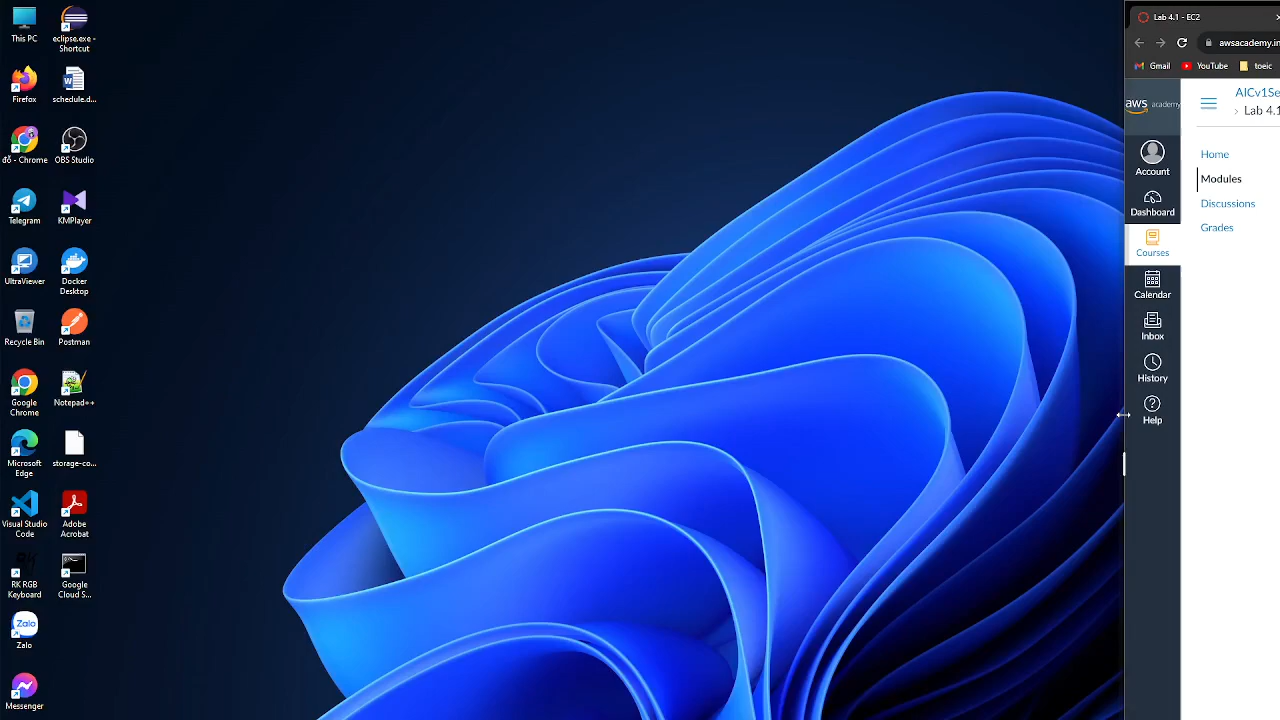 This PC
eclipse.exe -
Shortcut
Firefox
schedule.d...
đỗ - Chrome
OBS Studio
Telegram
KMPlayer
UltraViewer
Docker
Desktop
Recycle Bin
Postman
Google
Chrome
Notepad++
Microsoft
Edge
storage-co...
Visual Studio
Code
Adobe
Acrobat
RK RGB
Keyboard
Google
Cloud S...
Zalo
Zalo
Messenger
Lab 4.1 - EC2
awsacademy.in
Gmail
YouTube
toeic
aws academy
AICv1Se
› Lab 4.1
Account
Dashboard
Courses
Calendar
Inbox
History
Help
Home
Modules
Discussions
Grades